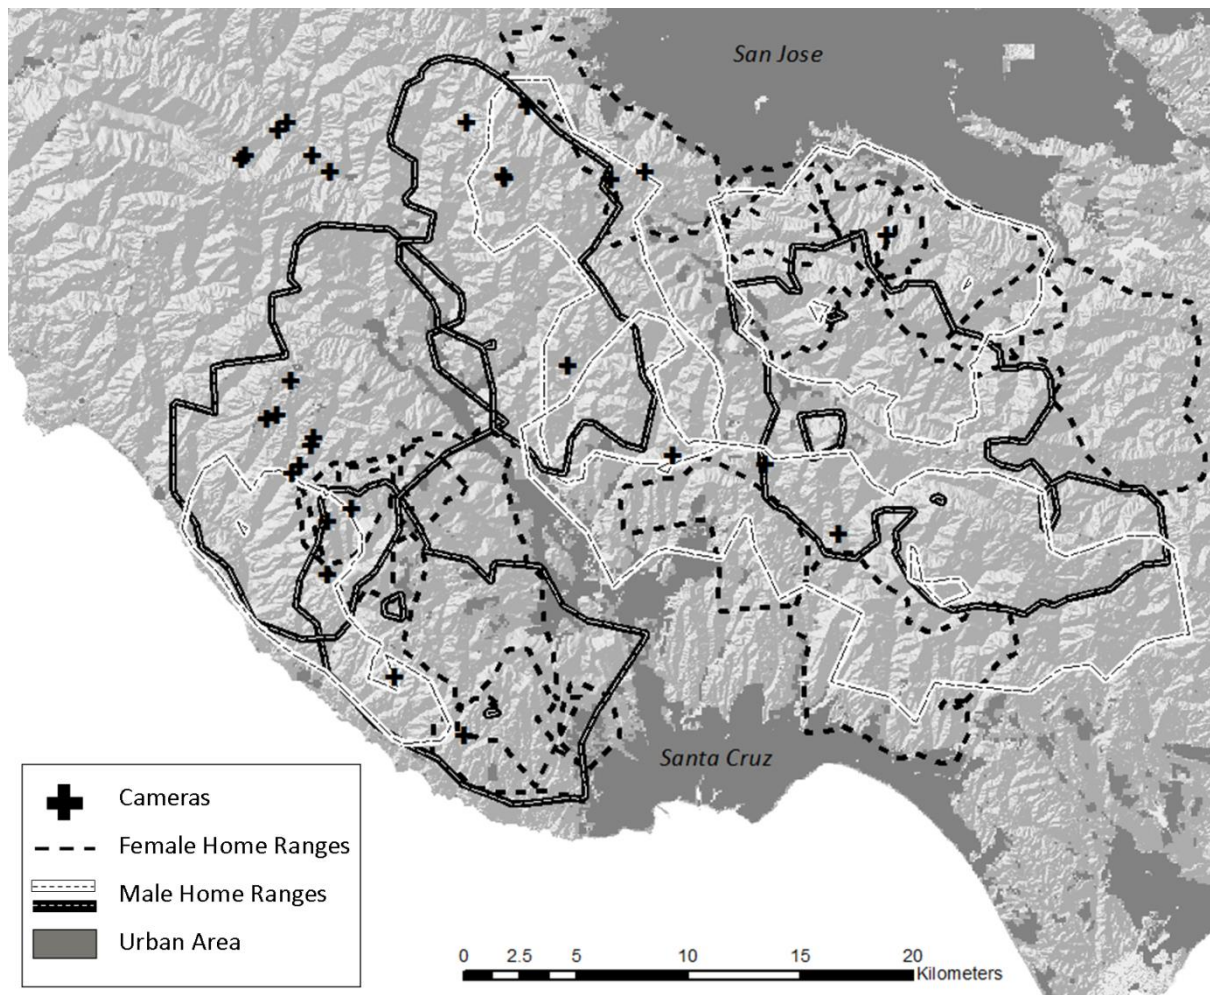 San Jose
Santa Cruz
Cameras
Female Home Ranges
Male Home Ranges
Urban Area
0 2.5 5 10 15 20
Kilometers